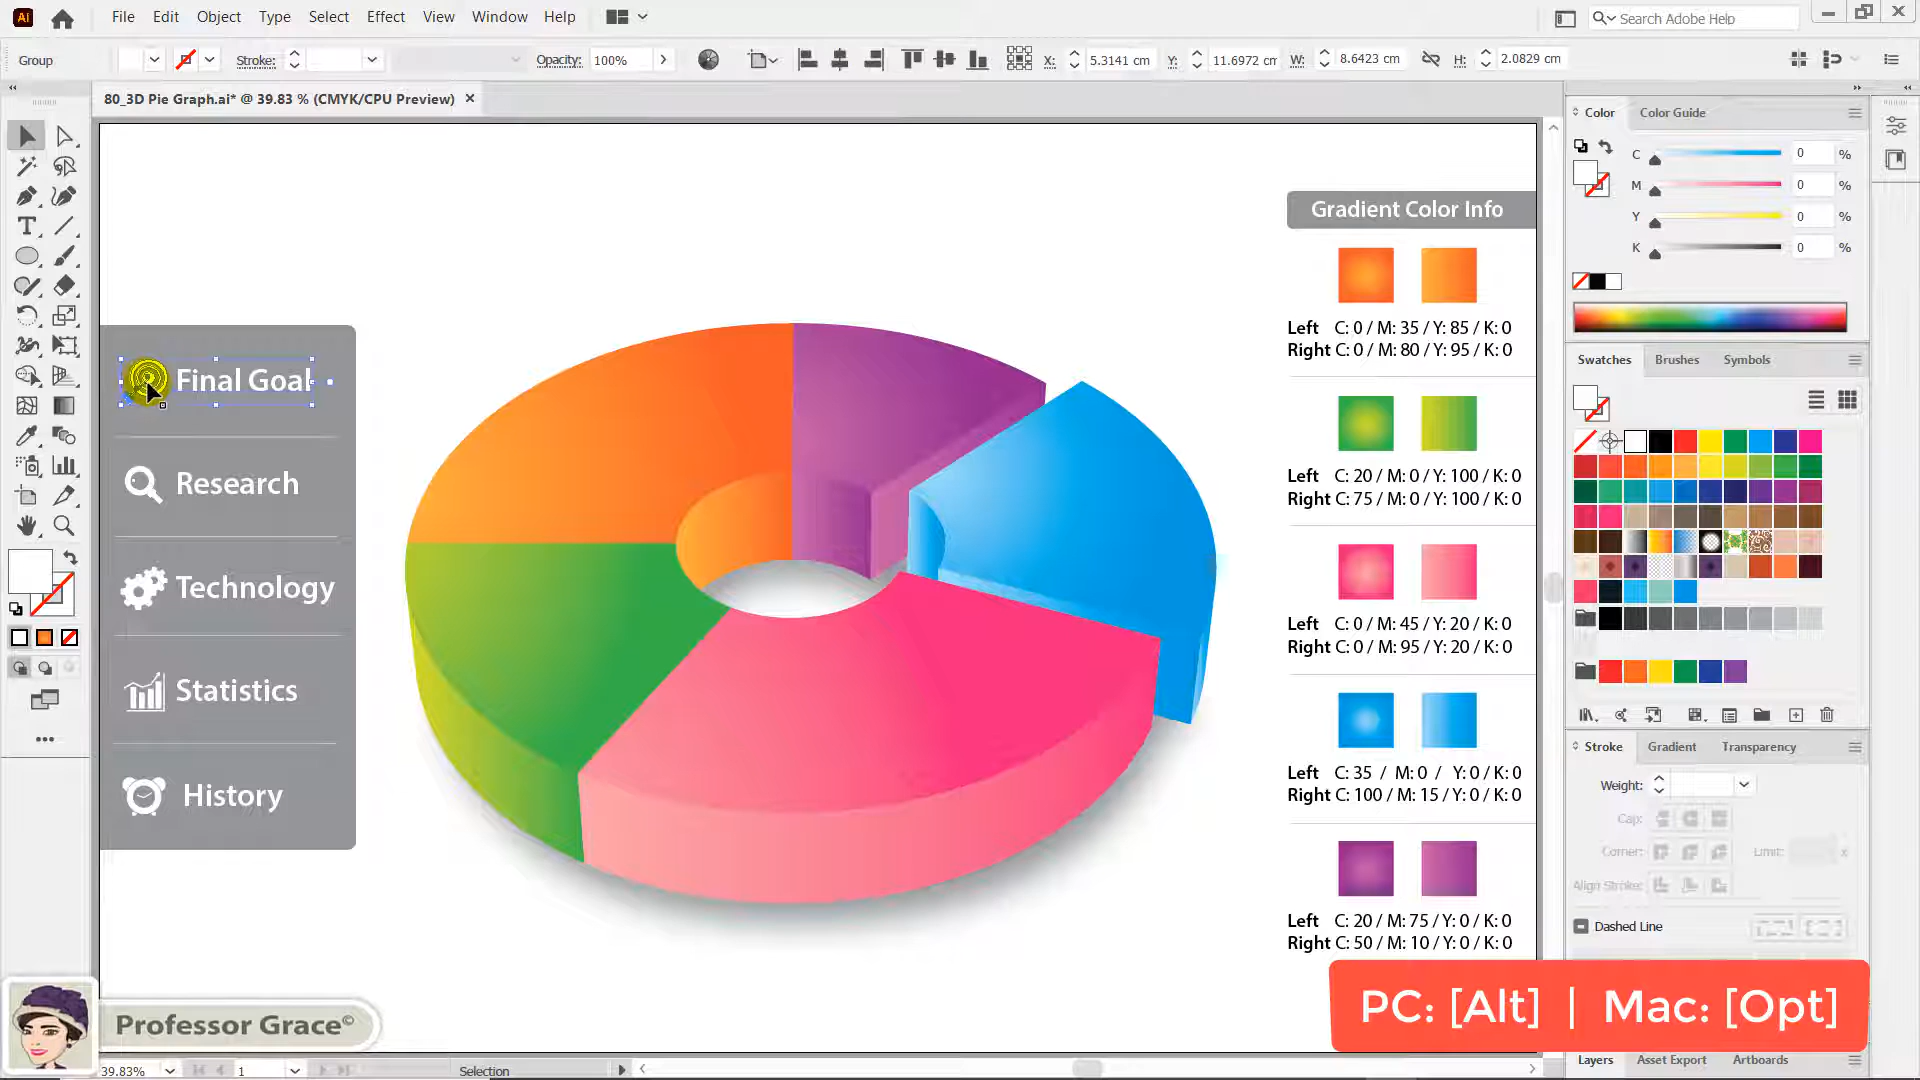 Ai File Edit Object Type Select Effect View Window Help Search Adobe Help
Group Stroke: Opacity: 100% X: 5.3141 cm Y: 11.6972 cm W: 8.6423 cm H: 2.0829 cm
80_3D Pie Graph.ai* @ 39.83 % (CMYK/CPU Preview)
Color Color Guide
C 0 %
M 0 %
Y 0 %
K 0 %
Swatches Brushes Symbols
Stroke Gradient Transparency
Weight:
Cap:
Corner: Limit: x
Align Stroke:
Dashed Line
Layers Asset Export Artboards
Final Goal
Research
Technology
Statistics
History
Gradient Color Info
Left C: 0 / M: 35 / Y: 85 / K: 0
Right C: 0 / M: 80 / Y: 95 / K: 0
Left C: 20 / M: 0 / Y: 100 / K: 0
Right C: 75 / M: 0 / Y: 100 / K: 0
Left C: 0 / M: 45 / Y: 20 / K: 0
Right C: 0 / M: 95 / Y: 20 / K: 0
Left C: 35 / M: 0 / Y: 0 / K: 0
Right C: 100 / M: 15 / Y: 0 / K: 0
Left C: 20 / M: 75 / Y: 0 / K: 0
Right C: 50 / M: 10 / Y: 0 / K: 0
PC: [Alt] | Mac: [Opt]
Professor Grace©
39.83% 1 Selection